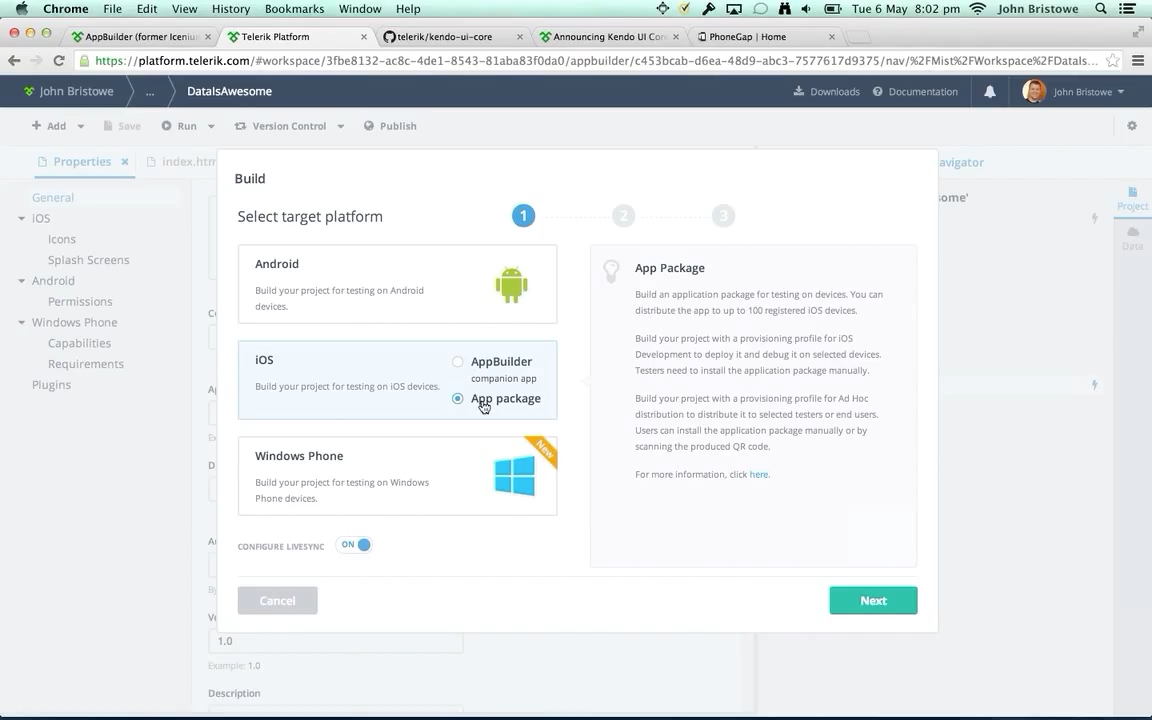 Chrome File Edit View History Bookmarks Window Help Tue 6 May 8:02 pm John Bristowe
AppBuilder (former Icenium Telerik Platform telerik/kendo-ui-core Announcing Kendo UI Core PhoneGap | Home
https://platform.telerik.com/#workspace/3fbe8132-ac8c-4de1-8543-81aba83f0da0/appbuilder/c453bcab-d6ea-48d9-abc3-7577617d9375/nav/%2FMist%2FWorkspace%2FDataIs...
John Bristowe ... DataIsAwesome Downloads Documentation John Bristowe
Add Save Run Version Control Publish
Properties index.htm avigator
Build
General
ome'
Project
Select target platform 1 2 3
iOS
Icons
Data
Splash Screens
Android
Permissions
Windows Phone
Capabilities
Requirements
Plugins
Android
Build your project for testing on Android
devices.
iOS
Build your project for testing on iOS devices.
AppBuilder
companion app
App package
Windows Phone
New
Build your project for testing on Windows
Phone devices.
CONFIGURE LIVESYNC ON
App Package
Build an application package for testing on devices. You can
distribute the app to up to 100 registered iOS devices.
Build your project with a provisioning profile for iOS
Development to deploy it and debug it on selected devices.
Testers need to install the application package manually.
Build your project with a provisioning profile for Ad Hoc
distribution to distribute it to selected testers or end users.
Users can install the application package manually or by
scanning the produced QR code.
For more information, click here.
Cancel Next
1.0
Example: 1.0
Description